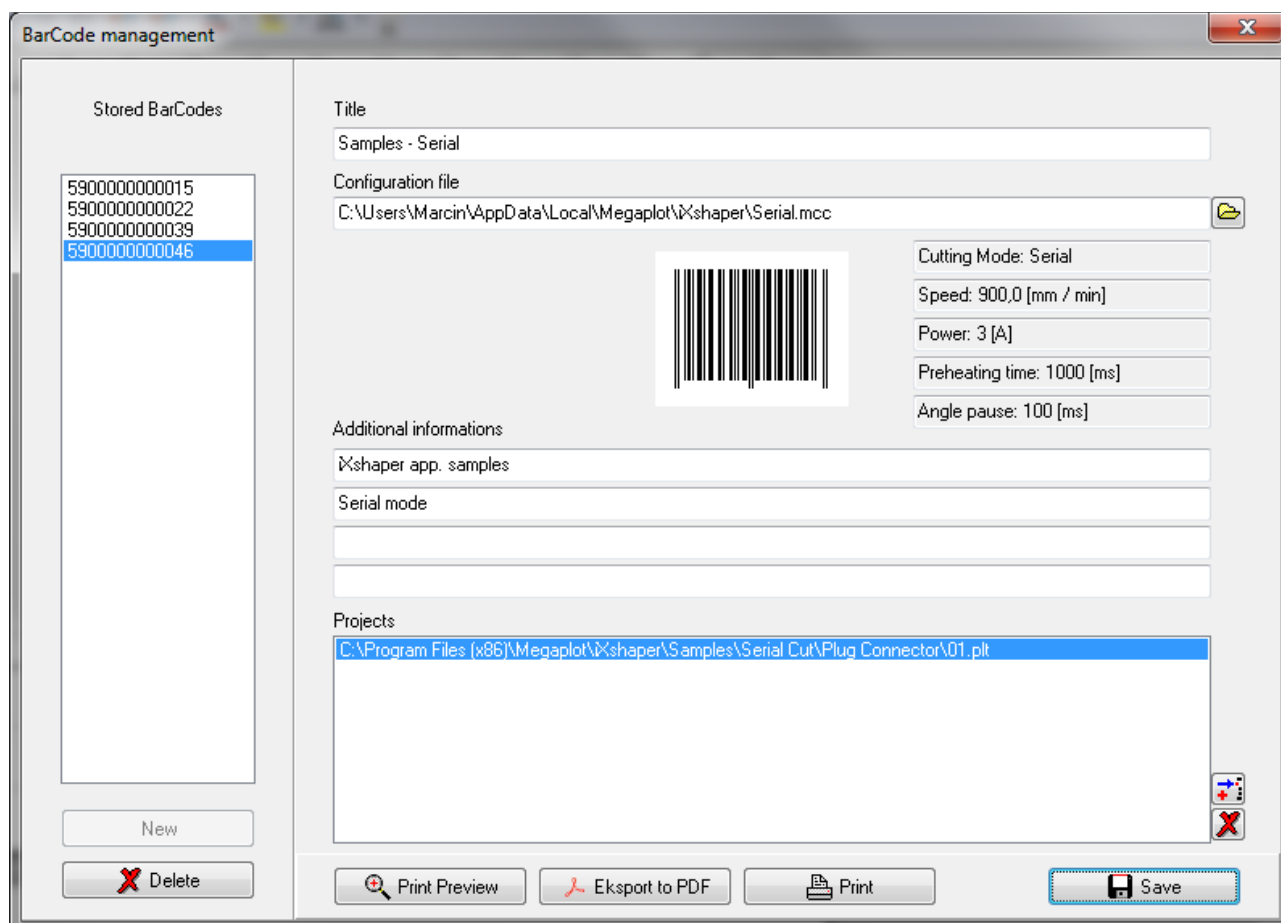 BarCode management
Stored BarCodes
5900000000015
5900000000022
5900000000039
5900000000046
New
Delete
Title
Samples - Serial
Configuration file
C:\Users\Marcin\AppData\Local\Megaplot\iXshaper\Serial.mcc
Cutting Mode: Serial
Speed: 900,0 [mm / min]
Power: 3 [A]
Preheating time: 1000 [ms]
Angle pause: 100 [ms]
Additional informations
iXshaper app. samples
Serial mode
Projects
C:\Program Files (x86)\Megaplot\iXshaper\Samples\Serial Cut\Plug Connector\01.plt
Print Preview
Eksport to PDF
Print
Save